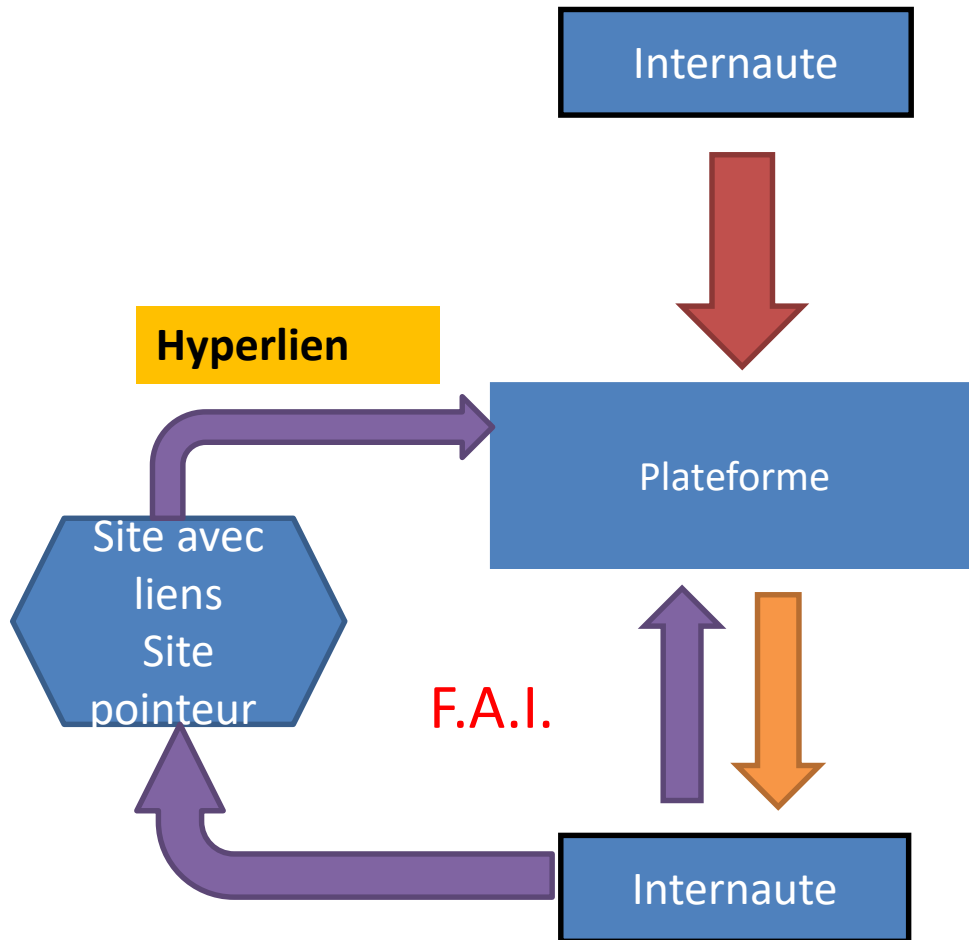 Internaute
Hyperlien
Plateforme
Site avec
liens
Site
pointeur
F.A.I.
Internaute